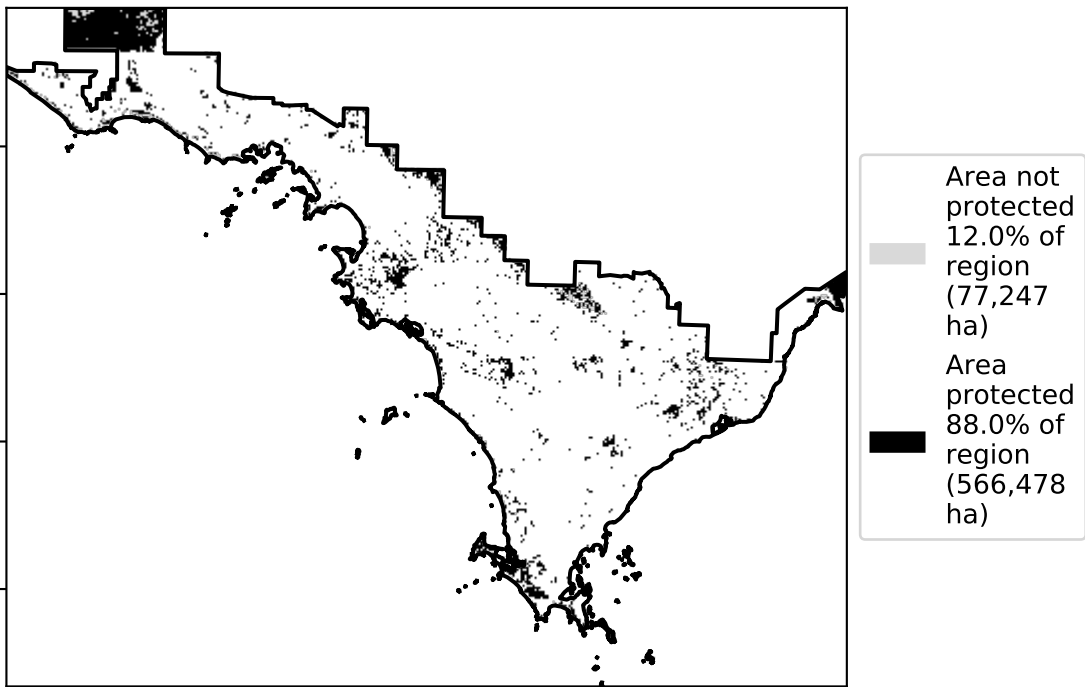 Area not
protected
12.0% of
region
(77,247
ha)
Area
protected
88.0% of
region
(566,478
ha)